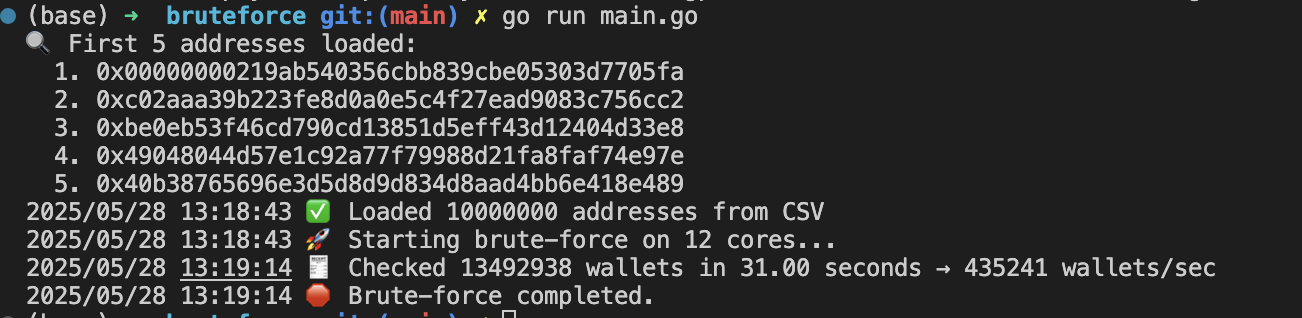 (base) ➜ bruteforce git:(main) ✗ go run main.go
🔍 First 5 addresses loaded:
1. 0x00000000219ab540356cbb839cbe05303d7705fa
2. 0xc02aaa39b223fe8d0a0e5c4f27ead9083c756cc2
3. 0xbe0eb53f46cd790cd13851d5eff43d12404d33e8
4. 0x49048044d57e1c92a77f79988d21fa8faf74e97e
5. 0x40b38765696e3d5d8d9d834d8aad4bb6e418e489
2025/05/28 13:18:43 ✅ Loaded 10000000 addresses from CSV
2025/05/28 13:18:43 🚀 Starting brute-force on 12 cores...
2025/05/28 13:19:14 🧾 Checked 13492938 wallets in 31.00 seconds → 435241 wallets/sec
2025/05/28 13:19:14 🛑 Brute-force completed.